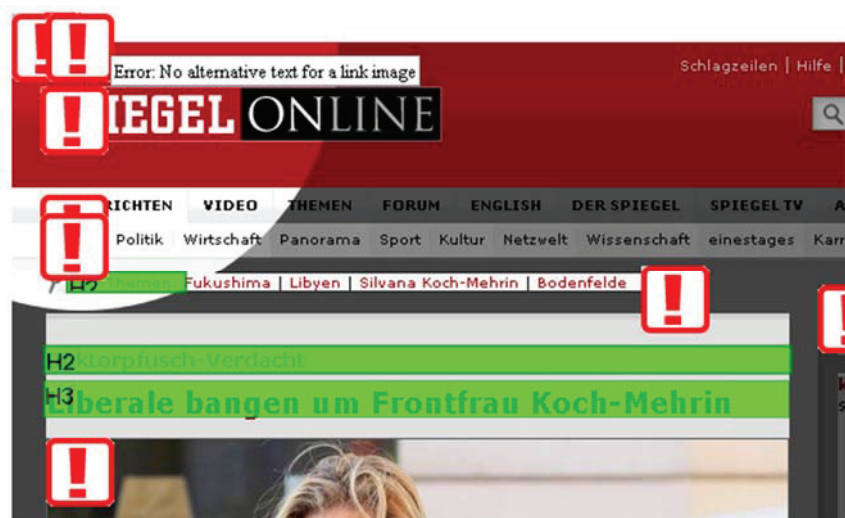 Error: No alternative text for a link image
Schlagzeilen | Hilfe |
IEGEL ONLINE
RICHTEN VIDEO THEMEN FORUM ENGLISH DER SPIEGEL SPIEGEL TV A
Politik Wirtschaft Panorama Sport Kultur Netzwelt Wissenschaft einestages Karr
H2 Themen: Fukushima | Libyen | Silvana Koch-Mehrin | Bodenfelde
H2 ktorpfusch-Verdacht
H3 Liberale bangen um Frontfrau Koch-Mehrin